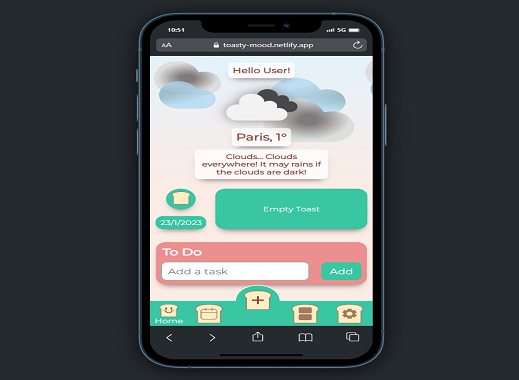 10:51
5G
AA
toasty-mood.netlify.app
Hello User!
Paris, 1°
Clouds... Clouds
everywhere! It may rains if
the clouds are dark!
Empty Toast
23/1/2023
To Do
Add a task
Add
Home